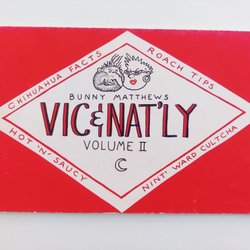 CHIHUAHUA FACTS
ROACH TIPS
BUNNY MATTHEWS
VIC & NAT'LY
VOLUME II
HOT 'N' SAUCY
NINT' WARD CULTCHA